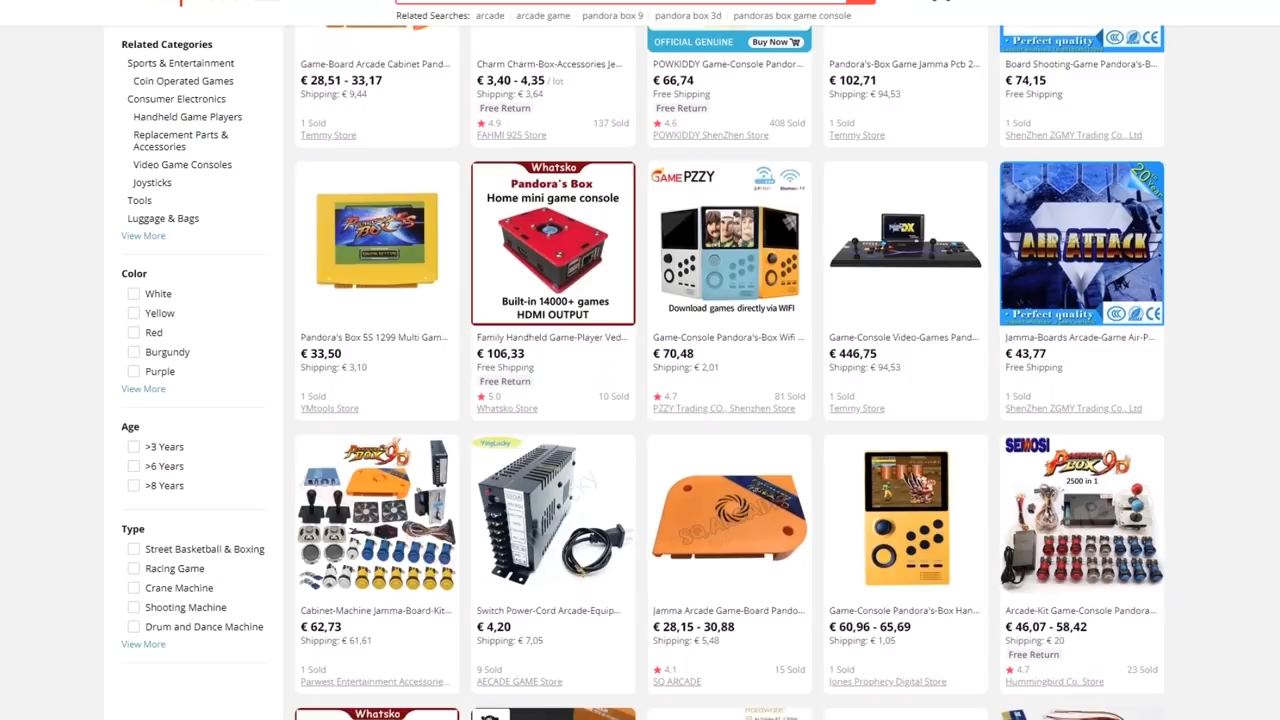 Related Searches: arcade arcade game pandora box 9 pandora box 3d pandoras box game console
Related Categories
Sports & Entertainment
Coin Operated Games
Consumer Electronics
Handheld Game Players
Replacement Parts &
Accessories
Video Game Consoles
Joysticks
Tools
Luggage & Bags
View More
Color
White
Yellow
Red
Burgundy
Purple
View More
Age
>3 Years
>6 Years
>8 Years
Type
Street Basketball & Boxing
Racing Game
Crane Machine
Shooting Machine
Drum and Dance Machine
View More
Game-Board Arcade Cabinet Pand...
€ 28,51 - 33,17
Shipping: € 9,44
1 Sold
Temmy Store
Charm Charm-Box-Accessories Je...
€ 3,40 - 4,35 / lot
Shipping: € 3,64
Free Return
4.9 137 Sold
FAHMI 925 Store
OFFICIAL GENUINE Buy Now
POWKIDDY Game-Console Pandor...
€ 66,74
Free Shipping
Free Return
4.6 408 Sold
POWKIDDY ShenZhen Store
Pandora's-Box Game Jamma Pcb 2...
€ 102,71
Shipping: € 94,53
1 Sold
Temmy Store
Perfect quality CCC CE
Board Shooting-Game Pandora's-B...
€ 74,15
Free Shipping
1 Sold
ShenZhen ZGMY Trading Co., Ltd
Pandora's Box 5S 1299 Multi Gam...
€ 33,50
Shipping: € 3,10
1 Sold
YMtools Store
Whatsko
Pandora's Box
Home mini game console
Built-in 14000+ games
HDMI OUTPUT
Family Handheld Game-Player Ved...
€ 106,33
Free Shipping
Free Return
5.0 10 Sold
Whatsko Store
GAME PZZY
Download games directly via WIFI
Game-Console Pandora's-Box Wifi ...
€ 70,48
Shipping: € 2,01
4.7 81 Sold
PZZY Trading CO., Shenzhen Store
DX
Game-Console Video-Games Pand...
€ 446,75
Shipping: € 94,53
1 Sold
Temmy Store
20th Year
AIR ATTACK
Perfect quality CCC CE
Jamma-Boards Arcade-Game Air-P...
€ 43,77
Free Shipping
1 Sold
ShenZhen ZGMY Trading Co., Ltd
Cabinet-Machine Jamma-Board-Kit...
€ 62,73
Shipping: € 61,61
1 Sold
Parwest Entertainment Accessorie...
YingLucky
Switch Power-Cord Arcade-Equip...
€ 4,20
Shipping: € 7,05
9 Sold
AECADE GAME Store
SQ ARCADE
Jamma Arcade Game-Board Pando...
€ 28,15 - 30,88
Shipping: € 5,48
4.1 15 Sold
SQ ARCADE
Game-Console Pandora's-Box Han...
€ 60,96 - 65,69
Shipping: € 1,05
1 Sold
Jones Prophecy Digital Store
SEMOSI
2500 in 1
Arcade-Kit Game-Console Pandora...
€ 46,07 - 58,42
Shipping: € 20
Free Return
4.7 23 Sold
Hummingbird Co. Store
Whatsko